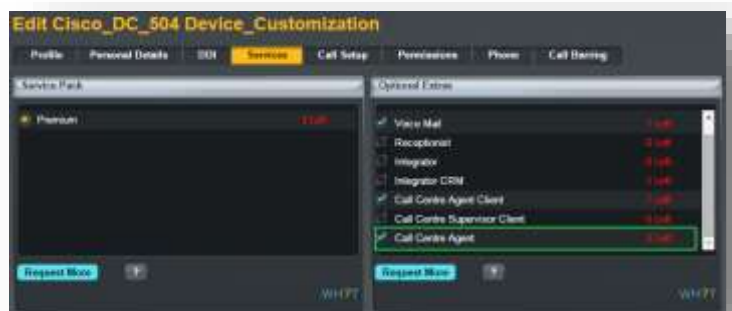 Edit Cisco_DC_504 Device_Customization
Profile Personal Details DDI Services Call Setup Permissions Phone Call Barring
Service Pack
Optional Extras
Premium
Voice Mail
Receptionist
Integrator
Integrator CRM
Call Centre Agent Client
Call Centre Supervisor Client
Call Centre Agent
Request More ?
Request More ?